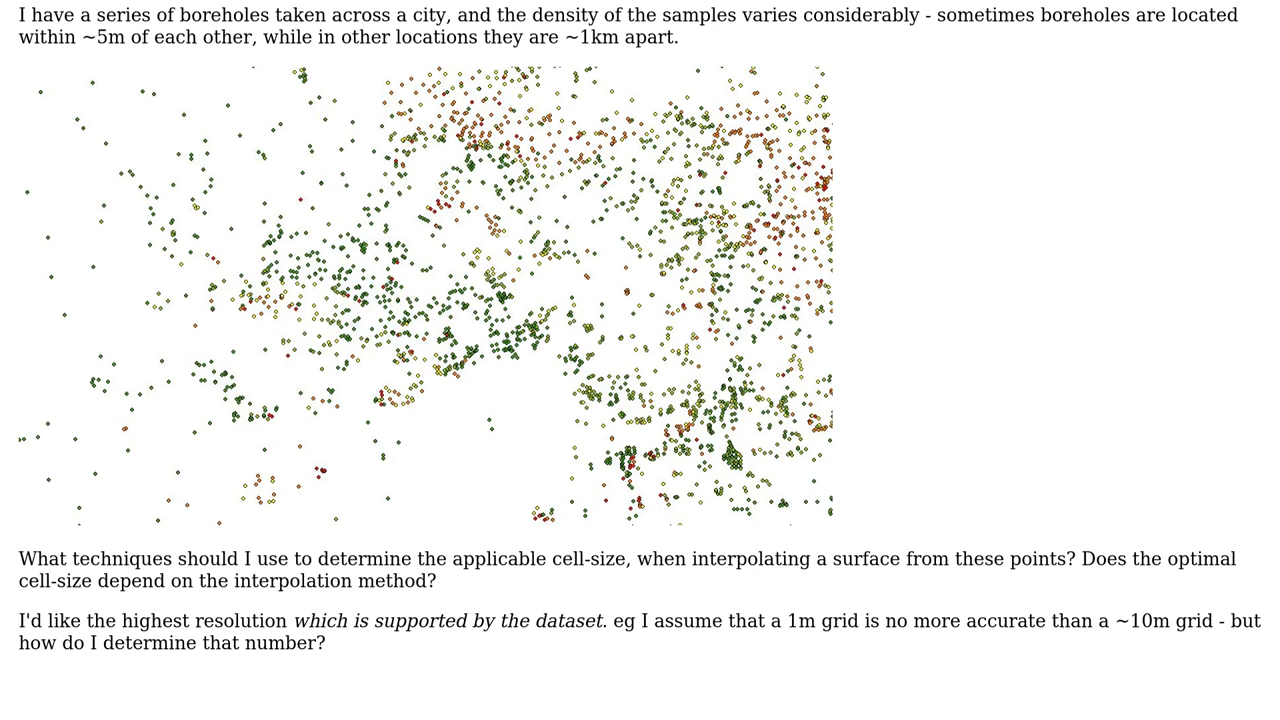 I have a series of boreholes taken across a city, and the density of the samples varies considerably - sometimes boreholes are located
within ~5m of each other, while in other locations they are ~1km apart.
What techniques should I use to determine the applicable cell-size, when interpolating a surface from these points? Does the optimal
cell-size depend on the interpolation method?
I'd like the highest resolution which is supported by the dataset. eg I assume that a 1m grid is no more accurate than a ~10m grid - but
how do I determine that number?